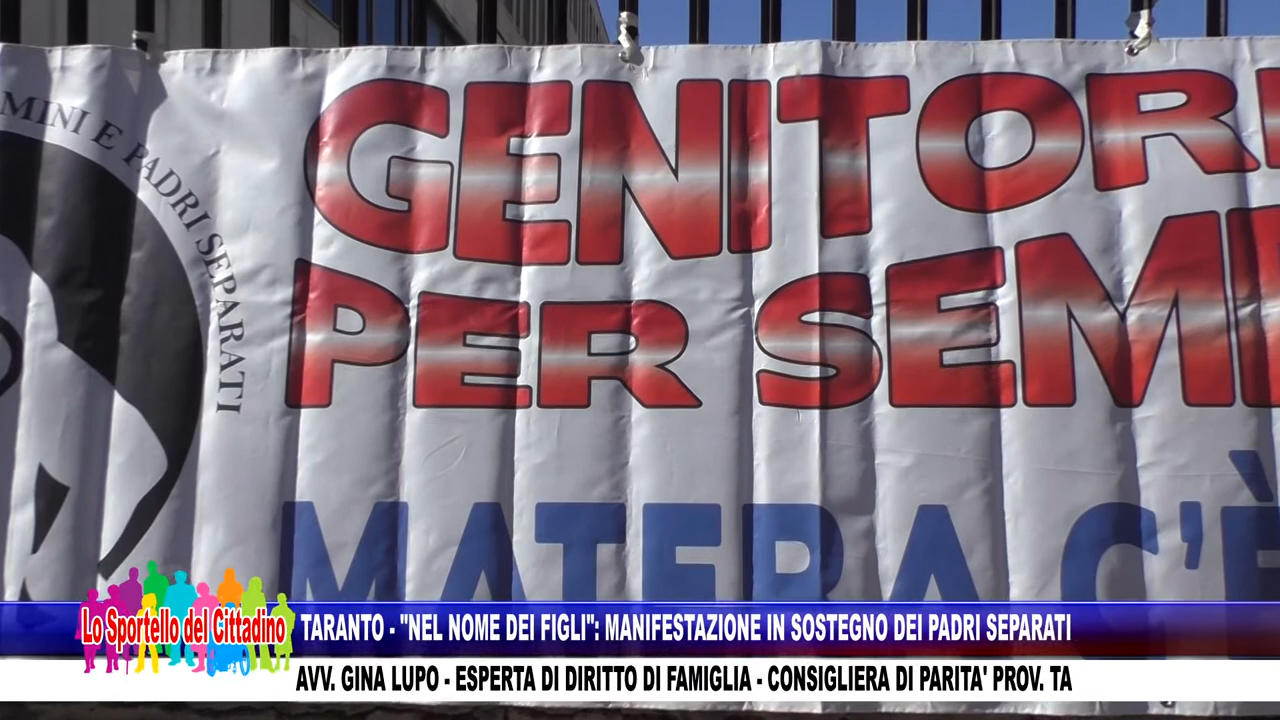 MINI E PADRI SEPARATI
GENITORI
PER SEM
MATERA C'È
Lo Sportello del Cittadino
TARANTO - "NEL NOME DEI FIGLI": MANIFESTAZIONE IN SOSTEGNO DEI PADRI SEPARATI
AVV. GINA LUPO - ESPERTA DI DIRITTO DI FAMIGLIA - CONSIGLIERA DI PARITA' PROV. TA